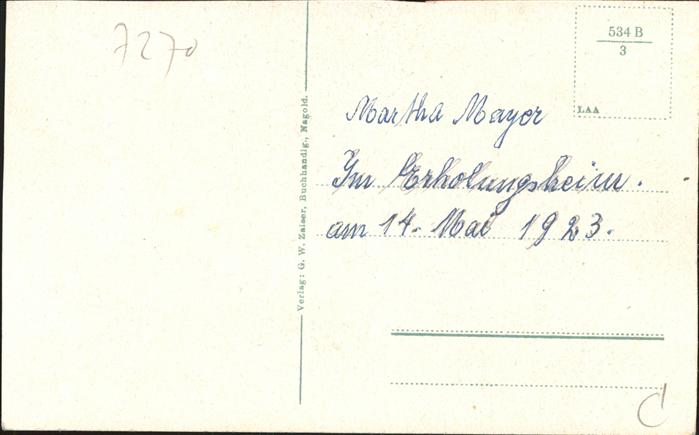 7270
534 B
3
LAA
Martha Mayer
Im Erholungsheim.
am 14. Mai 1923.
Verlag: G. W. Zaiser, Buchhandlg., Nagold.